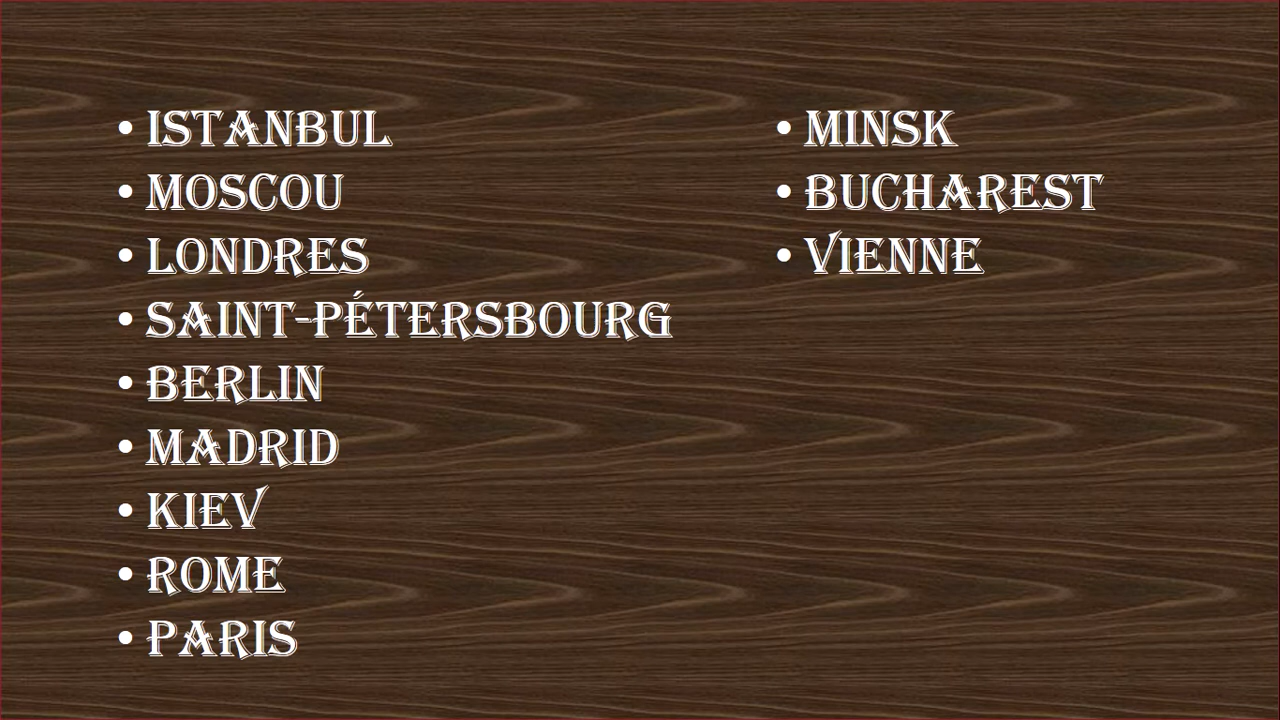 • ISTANBUL
• MOSCOU
• LONDRES
• SAINT-PÉTERSBOURG
• BERLIN
• MADRID
• KIEV
• ROME
• PARIS
• MINSK
• BUCHAREST
• VIENNE